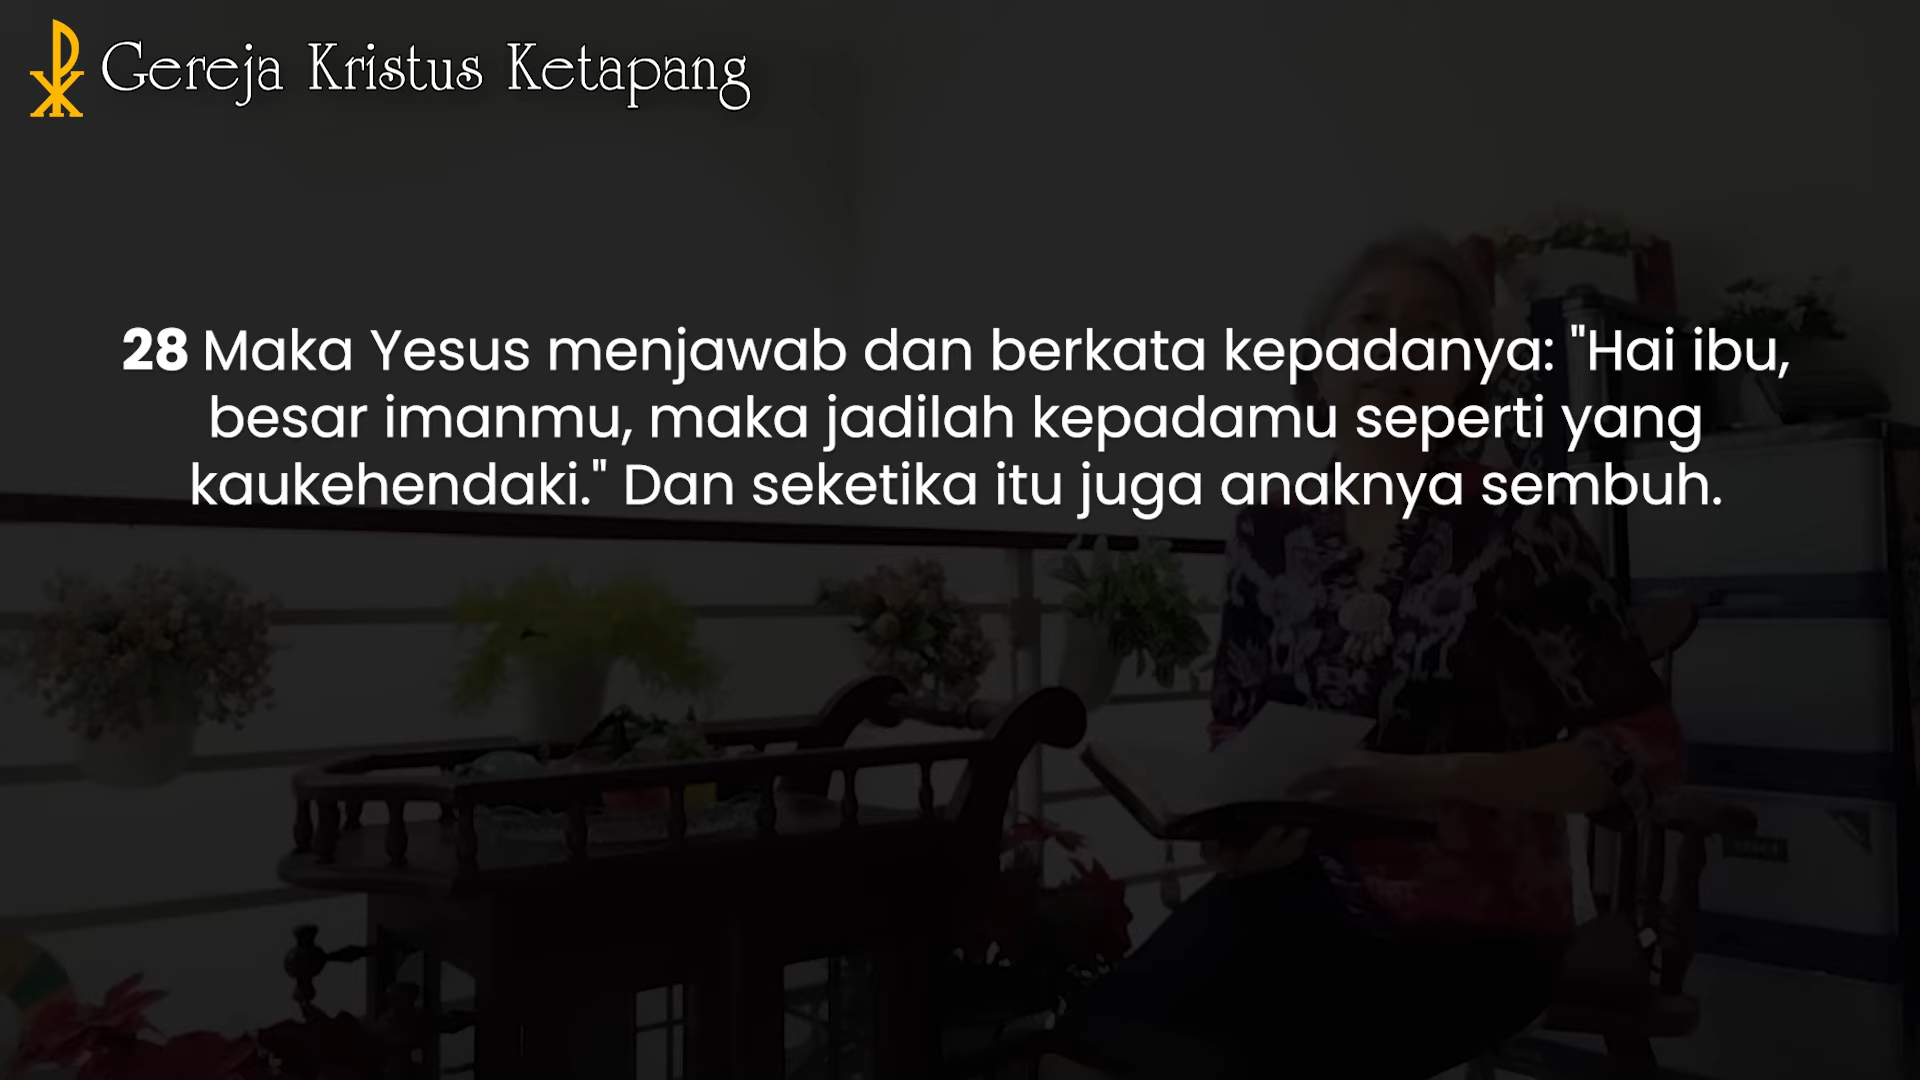 Gereja Kristus Ketapang
28 Maka Yesus menjawab dan berkata kepadanya: "Hai ibu,
besar imanmu, maka jadilah kepadamu seperti yang
kaukehendaki." Dan seketika itu juga anaknya sembuh.